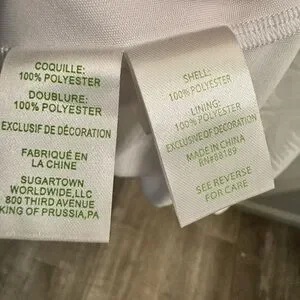 COQUILLE:
100% POLYESTER
DOUBLURE:
100% POLYESTER
EXCLUSIF DE DÉCORATION
FABRIQUÉ EN
LA CHINE
SUGARTOWN
WORLDWIDE,LLC
800 THIRD AVENUE
KING OF PRUSSIA,PA
SHELL:
100% POLYESTER
LINING:
100% POLYESTER
EXCLUSIVE OF DECORATION
MADE IN CHINA
RN#88189
SEE REVERSE
FOR CARE